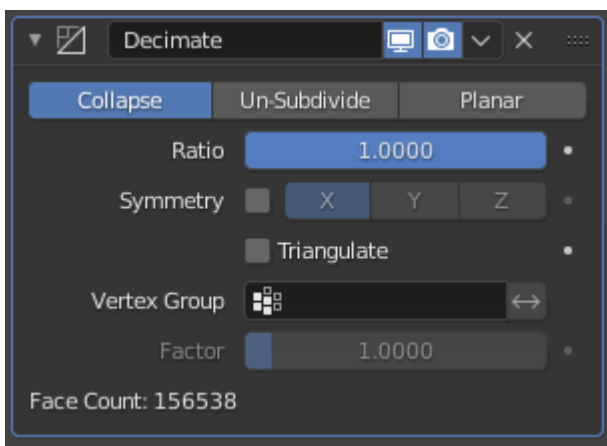 Decimate
Collapse Un-Subdivide Planar
Ratio 1.0000
Symmetry X Y Z
Triangulate
Vertex Group
Factor 1.0000
Face Count: 156538